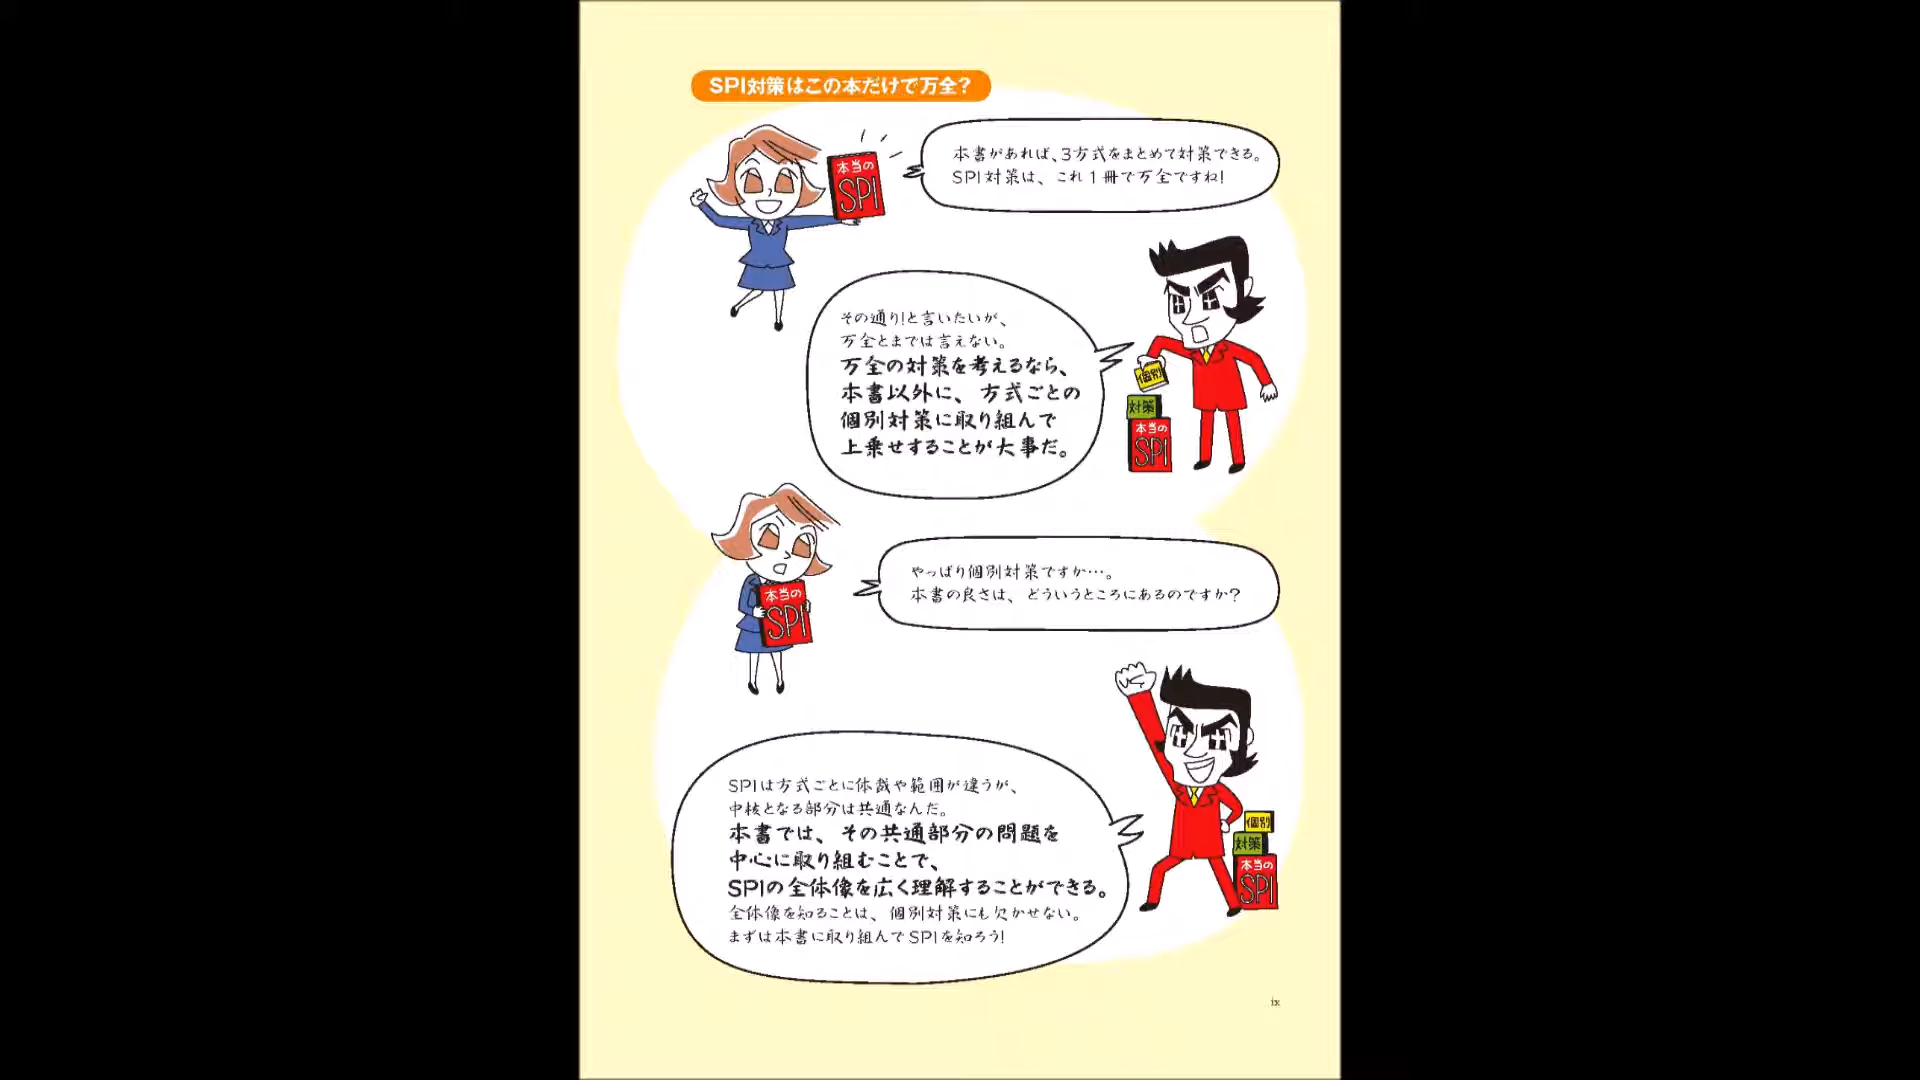 SPI対策はこの本だけで万全?
本当の
SPI
本書があれば、3方式をまとめて対策できる。
SPI対策は、これ1冊で万全ですね!
その通り!と言いたいが、
万全とまでは言えない。
万全の対策を考えるなら、
本書以外に、方式ごとの
個別対策に取り組んで
上乗せすることが大事だ。
個別
対策
本当の
SPI
やっぱり個別対策ですか…。
本書の良さは、どういうところにあるのですか?
本当の
SPI
SPIは方式ごとに体裁や範囲が違うが、
中核となる部分は共通なんだ。
本書では、その共通部分の問題を
中心に取り組むことで、
SPIの全体像を広く理解することができる。
全体像を知ることは、個別対策にも欠かせない。
まずは本書に取り組んでSPIを知ろう!
個別
対策
本当の
SPI
ix